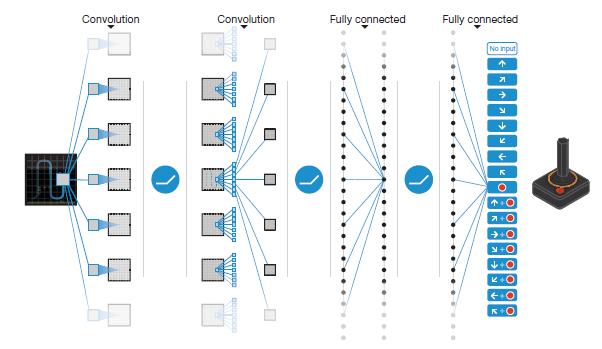 Convolution
Convolution
Fully connected
Fully connected
No input